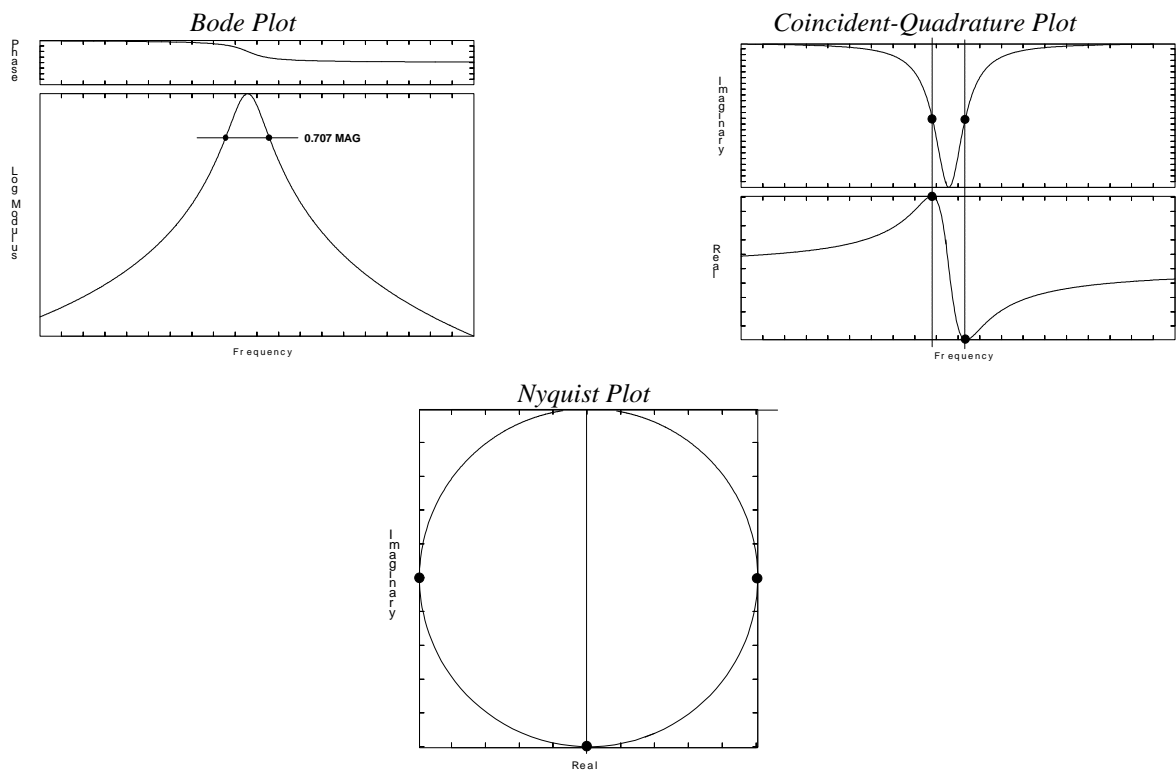 Bode Plot
Phase
0.707 MAG
Log Modulus
Frequency
Coincident-Quadrature Plot
Imaginary
Real
Frequency
Nyquist Plot
Imaginary
Real